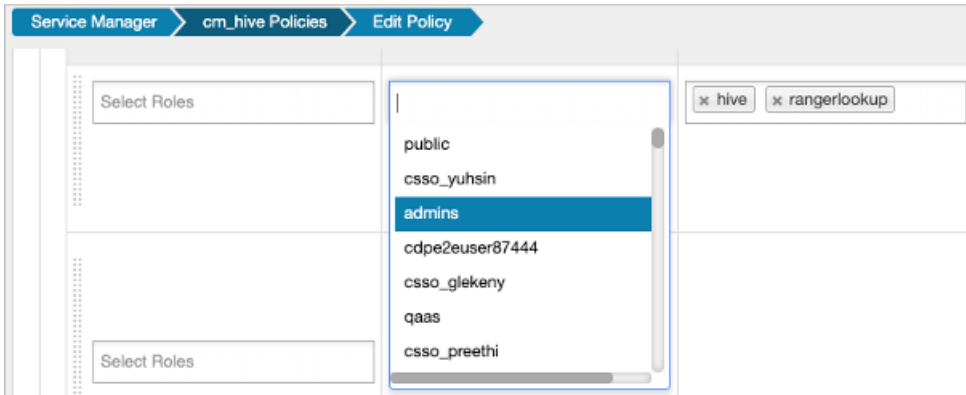 Service Manager cm_hive Policies Edit Policy
Select Roles × hive × rangerlookup
public
csso_yuhsin
admins
cdpe2euser87444
csso_glekeny
qaas
csso_preethi
Select Roles